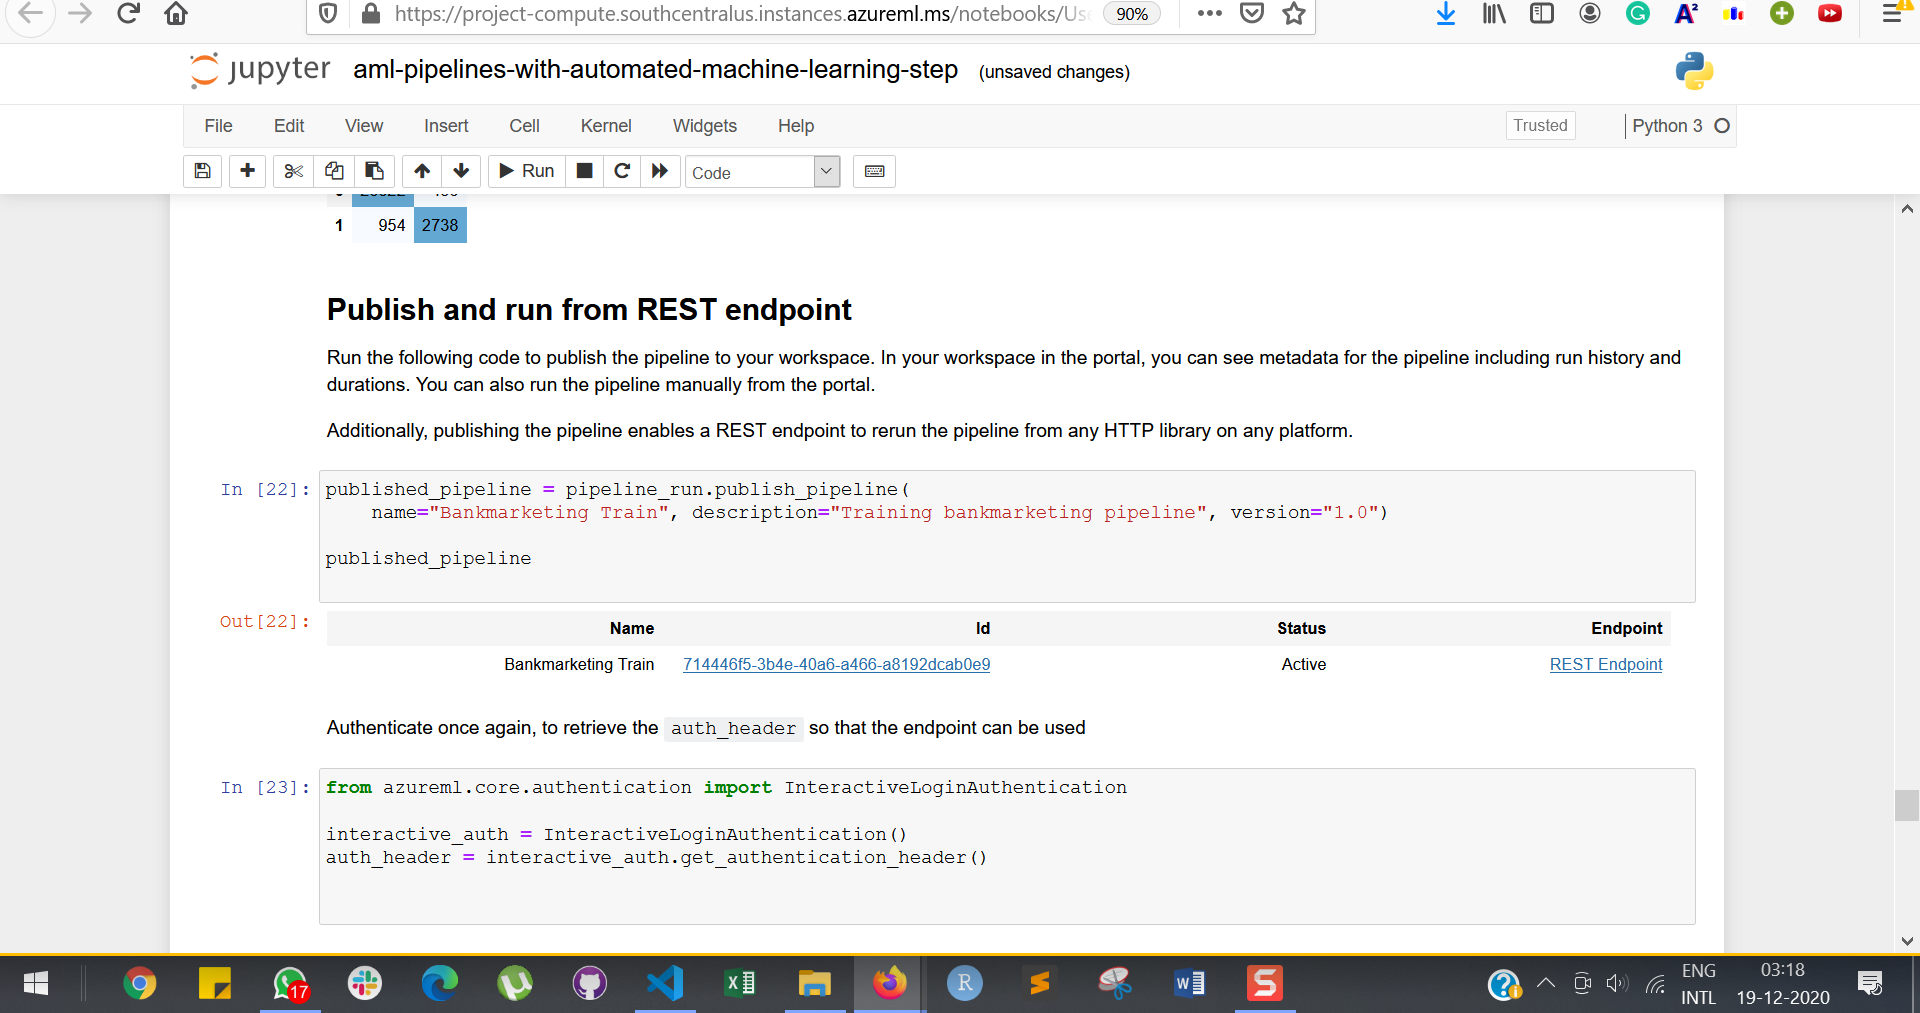 https://project-compute.southcentralus.instances.azureml.ms/notebooks/Us
90%
jupyter aml-pipelines-with-automated-machine-learning-step (unsaved changes)
File Edit View Insert Cell Kernel Widgets Help Trusted Python 3
Run Code
1 954 2738
Publish and run from REST endpoint
Run the following code to publish the pipeline to your workspace. In your workspace in the portal, you can see metadata for the pipeline including run history and
durations. You can also run the pipeline manually from the portal.
Additionally, publishing the pipeline enables a REST endpoint to rerun the pipeline from any HTTP library on any platform.
In [22]: published_pipeline = pipeline_run.publish_pipeline(
name="Bankmarketing Train", description="Training bankmarketing pipeline", version="1.0")
published_pipeline
Out[22]: Name Id Status Endpoint
Bankmarketing Train 714446f5-3b4e-40a6-a466-a8192dcab0e9 Active REST Endpoint
Authenticate once again, to retrieve the auth_header so that the endpoint can be used
In [23]: from azureml.core.authentication import InteractiveLoginAuthentication
interactive_auth = InteractiveLoginAuthentication()
auth_header = interactive_auth.get_authentication_header()
17
ENG
INTL
03:18
19-12-2020